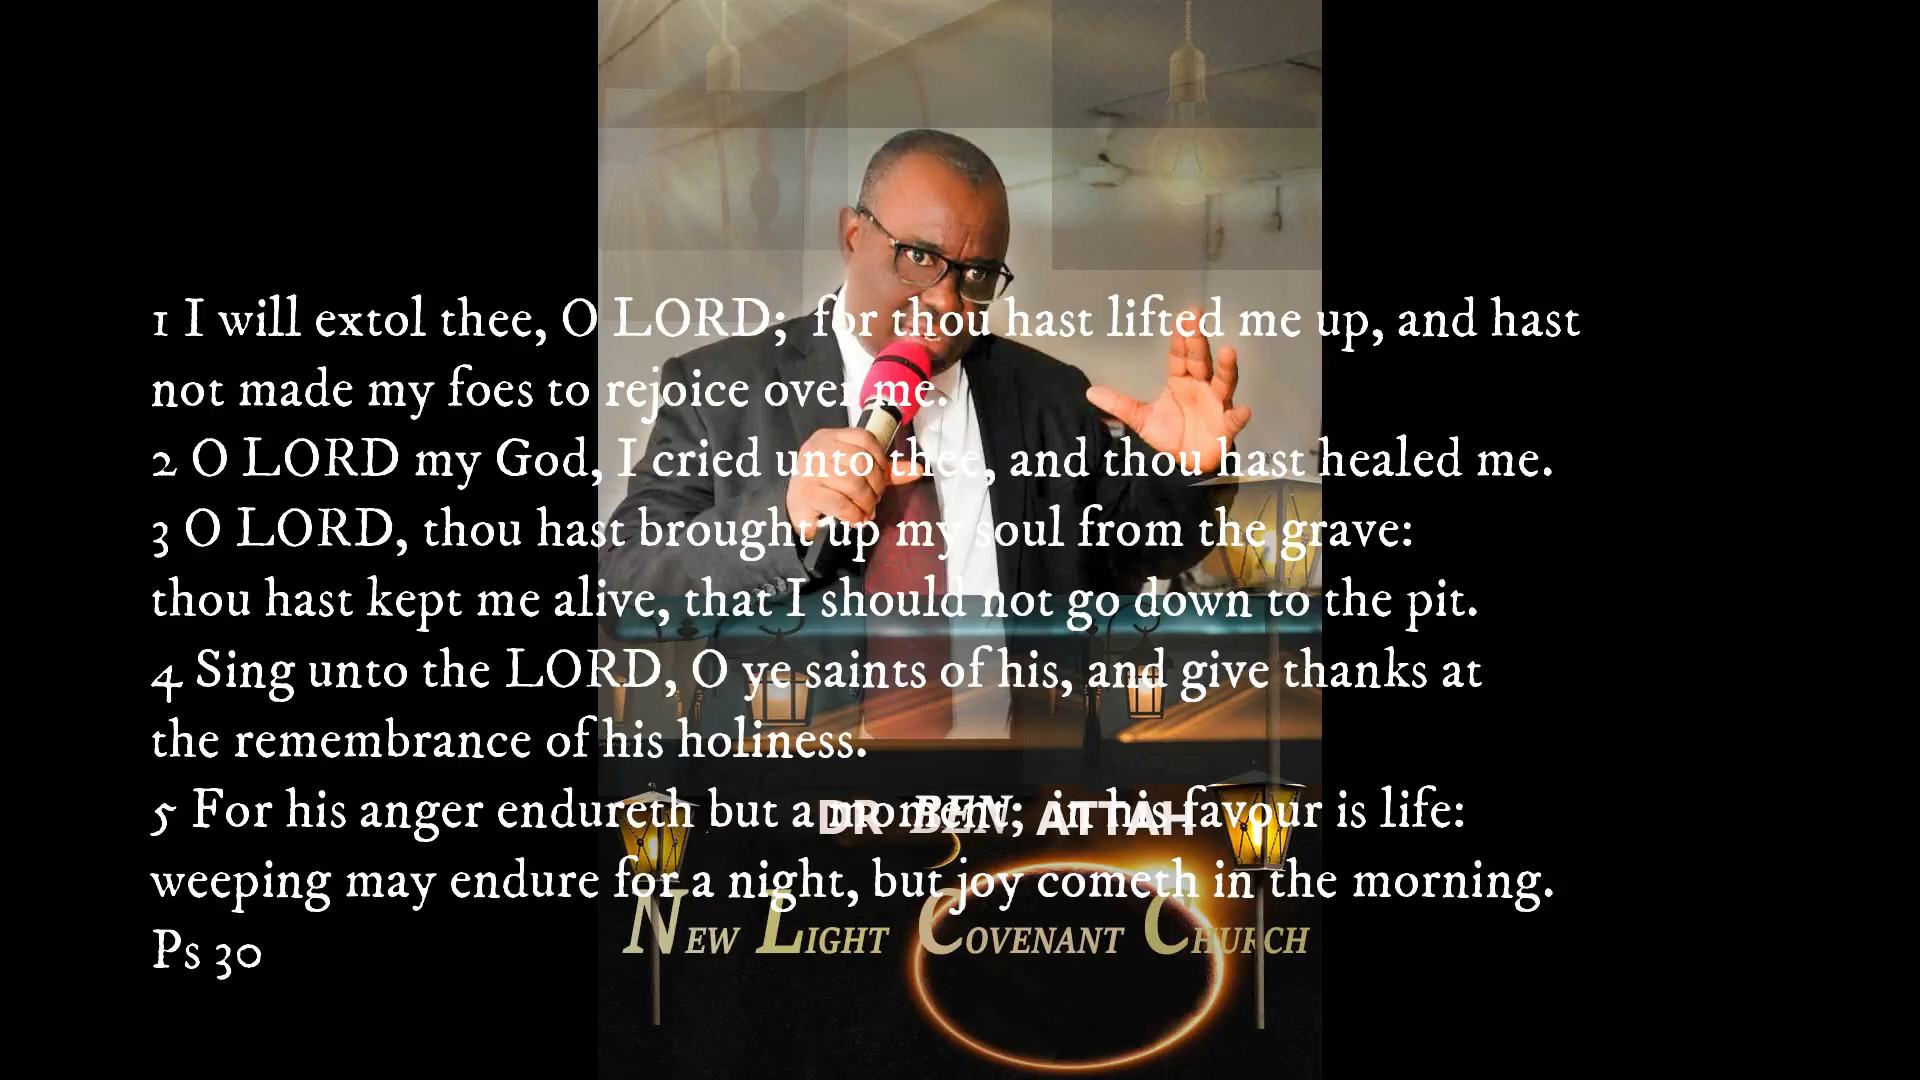 1 I will extol thee, O LORD; for thou hast lifted me up, and hast
not made my foes to rejoice over me.
2 O LORD my God, I cried unto thee, and thou hast healed me.
3 O LORD, thou hast brought up my soul from the grave:
thou hast kept me alive, that I should not go down to the pit.
4 Sing unto the LORD, O ye saints of his, and give thanks at
the remembrance of his holiness.
5 For his anger endureth but a moment; in his favour is life:
weeping may endure for a night, but joy cometh in the morning.
Ps 30
DR BEN ATTAH
NEW LIGHT COVENANT CHURCH